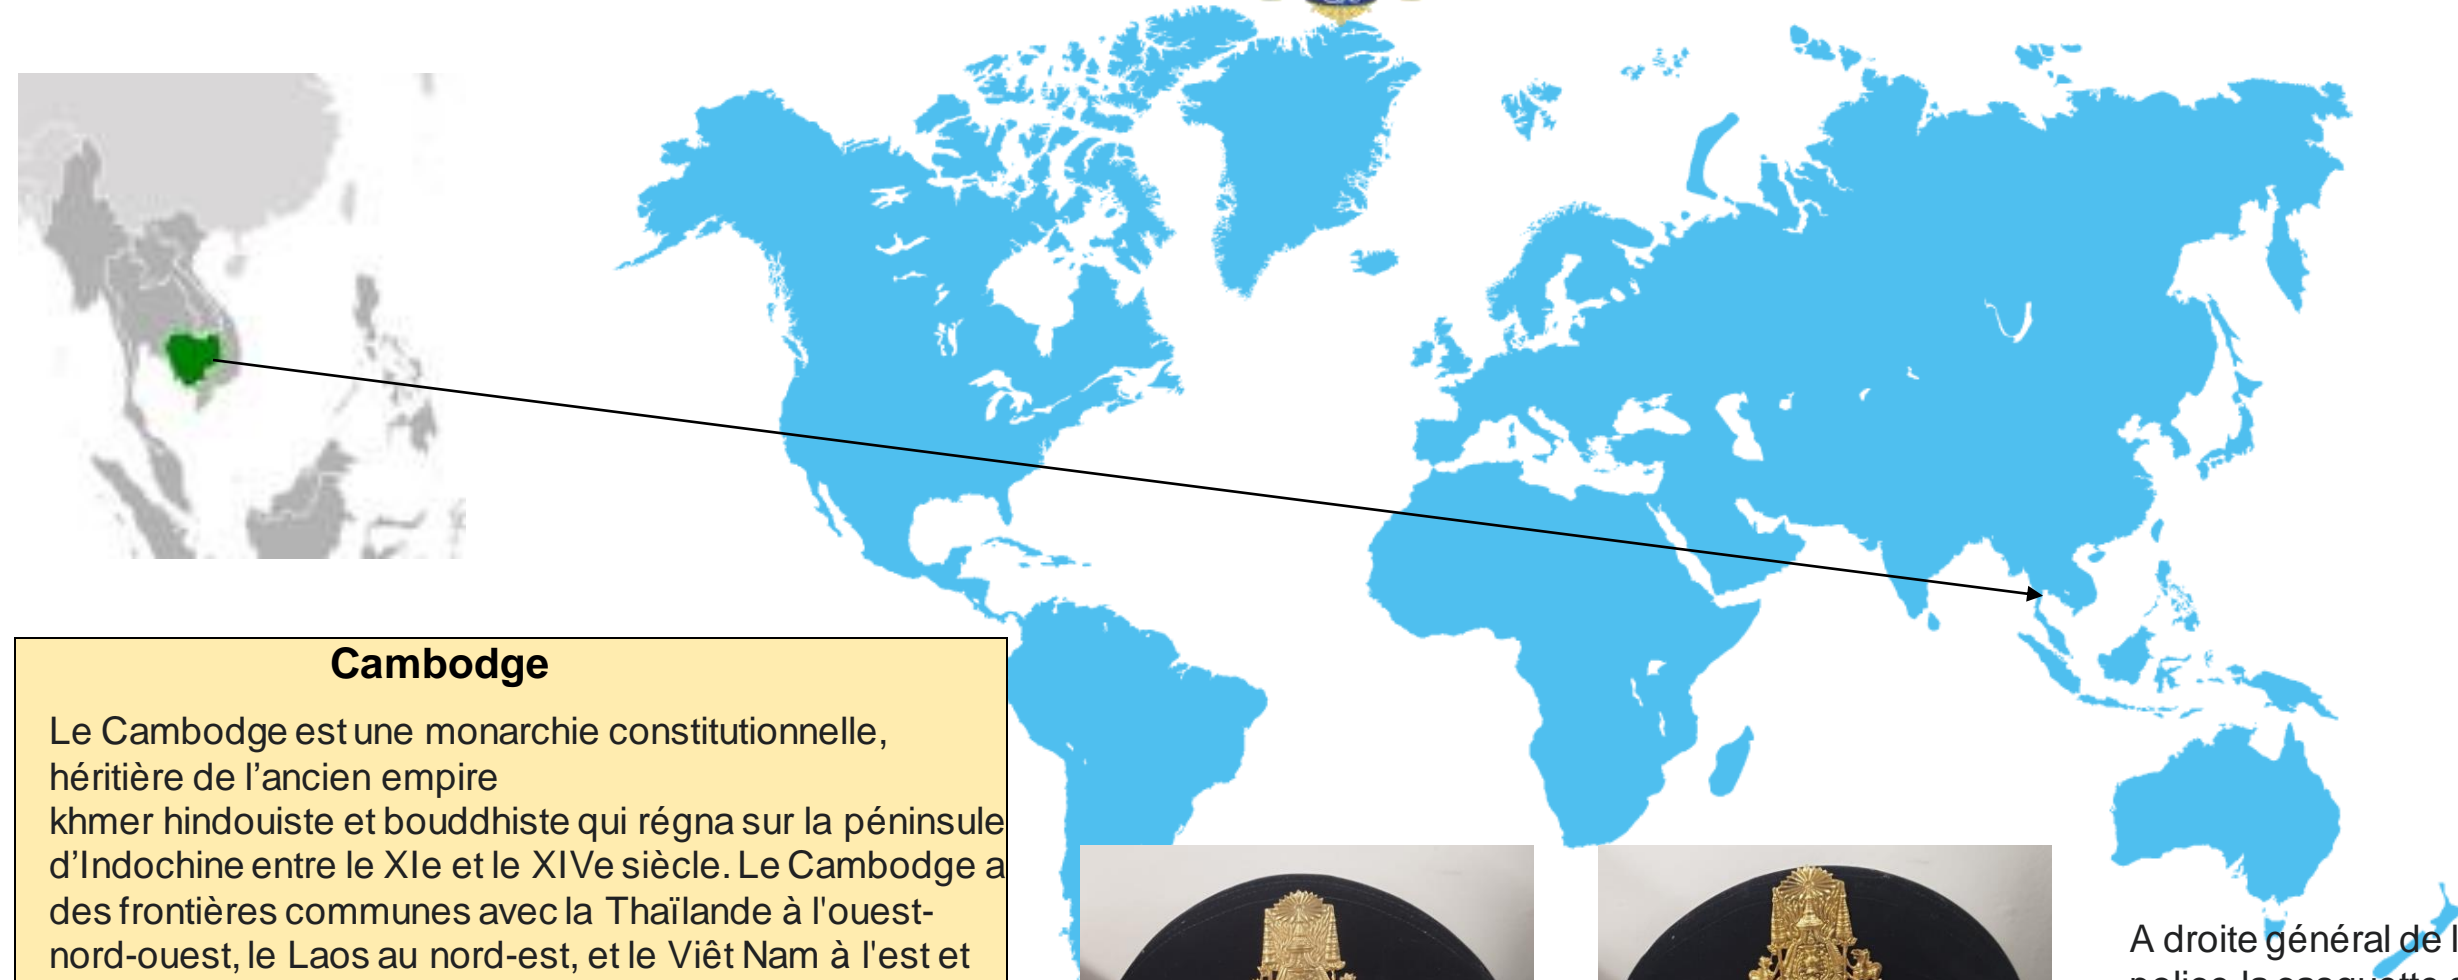 Cambodge
Le Cambodge est une monarchie constitutionnelle,
héritière de l’ancien empire
khmer hindouiste et bouddhiste qui régna sur la péninsule
d’Indochine entre le XIe et le XIVe siècle. Le Cambodge a
des frontières communes avec la Thaïlande à l'ouest-
nord-ouest, le Laos au nord-est, et le Viêt Nam à l'est et
A droite général de